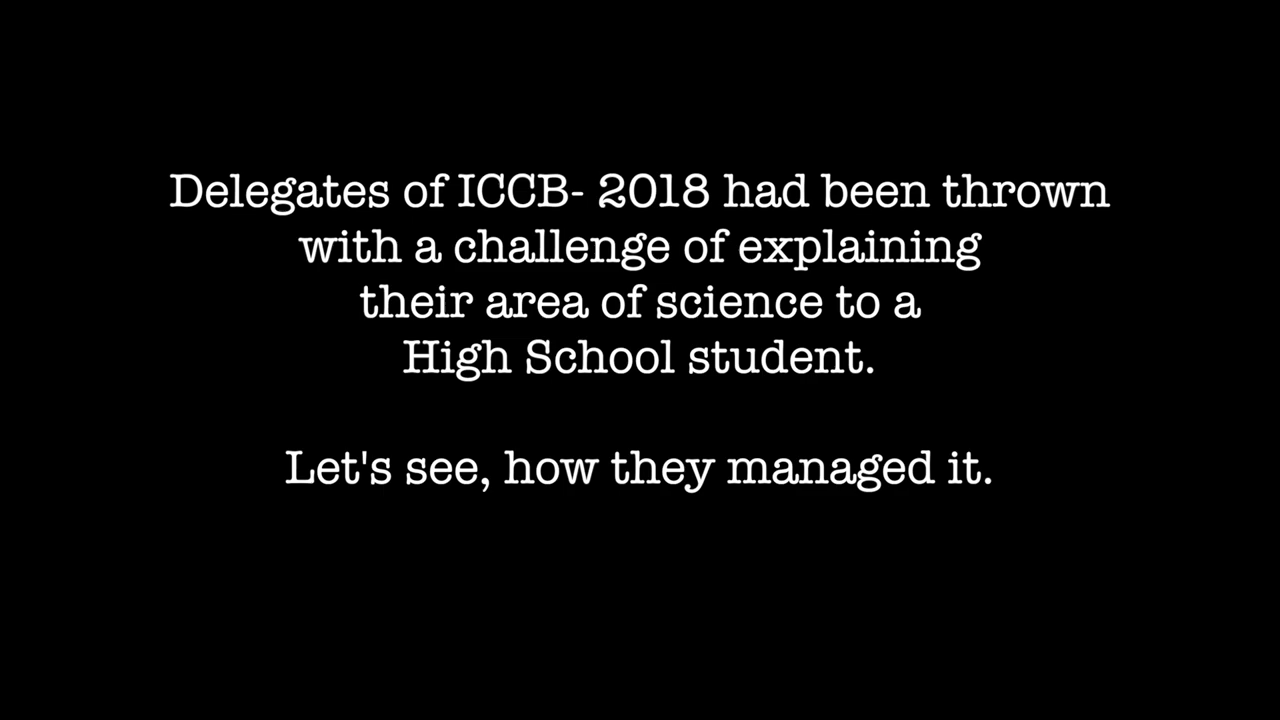 Delegates of ICCB- 2018 had been thrown
with a challenge of explaining
their area of science to a
High School student.
Let's see, how they managed it.